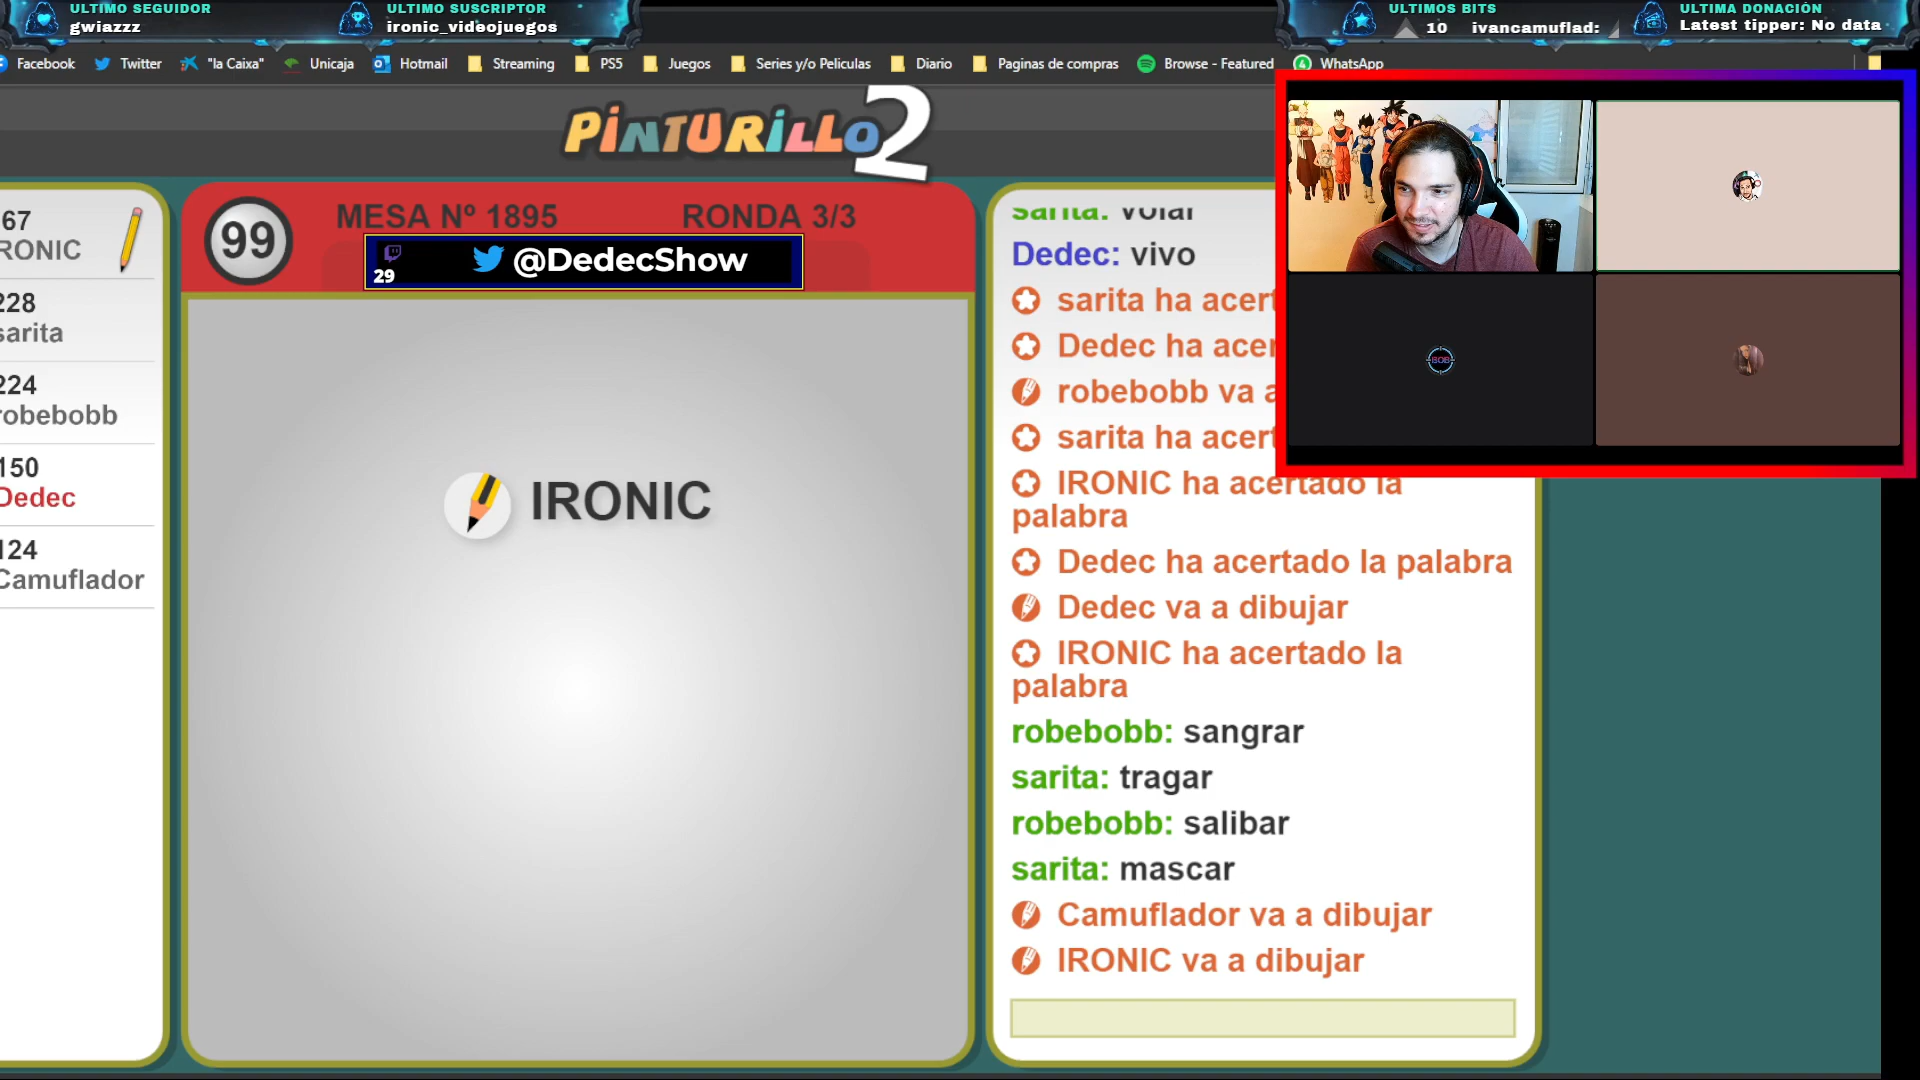 ULTIMO SEGUIDOR
gwiazzz
ULTIMO SUSCRIPTOR
ironic_videojuegos
ULTIMOS BITS
10 ivancamuflad:
ULTIMA DONACIÓN
Latest tipper: No data
Facebook Twitter "la Caixa" Unicaja Hotmail Streaming PS5 Juegos Series y/o Peliculas Diario Paginas de compras Browse - Featured WhatsApp
PINTURILLO 2
67
IRONIC
228
sarita
224
robebobb
150
Dedec
124
Camuflador
99
MESA Nº 1895 RONDA 3/3
29
@DedecShow
IRONIC
sarita: volar
Dedec: vivo
sarita ha acert
Dedec ha acer
robebobb va a
sarita ha acert
IRONIC ha acertado la
palabra
Dedec ha acertado la palabra
Dedec va a dibujar
IRONIC ha acertado la
palabra
robebobb: sangrar
sarita: tragar
robebobb: salibar
sarita: mascar
Camuflador va a dibujar
IRONIC va a dibujar
BOB